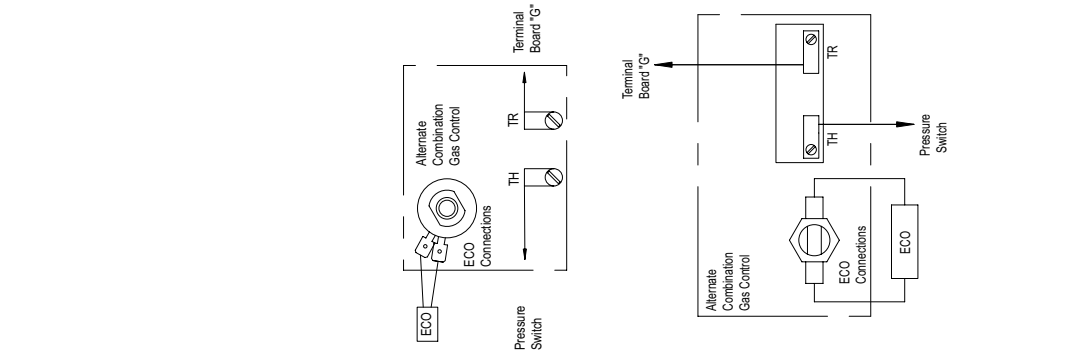 Terminal
Board "G"
Alternate
Combination
Gas Control
TR
TH
ECO
Connections
ECO
Pressure
Switch
Terminal
Board "G"
TR
TH
Pressure
Switch
Alternate
Combination
Gas Control
ECO
Connections
ECO